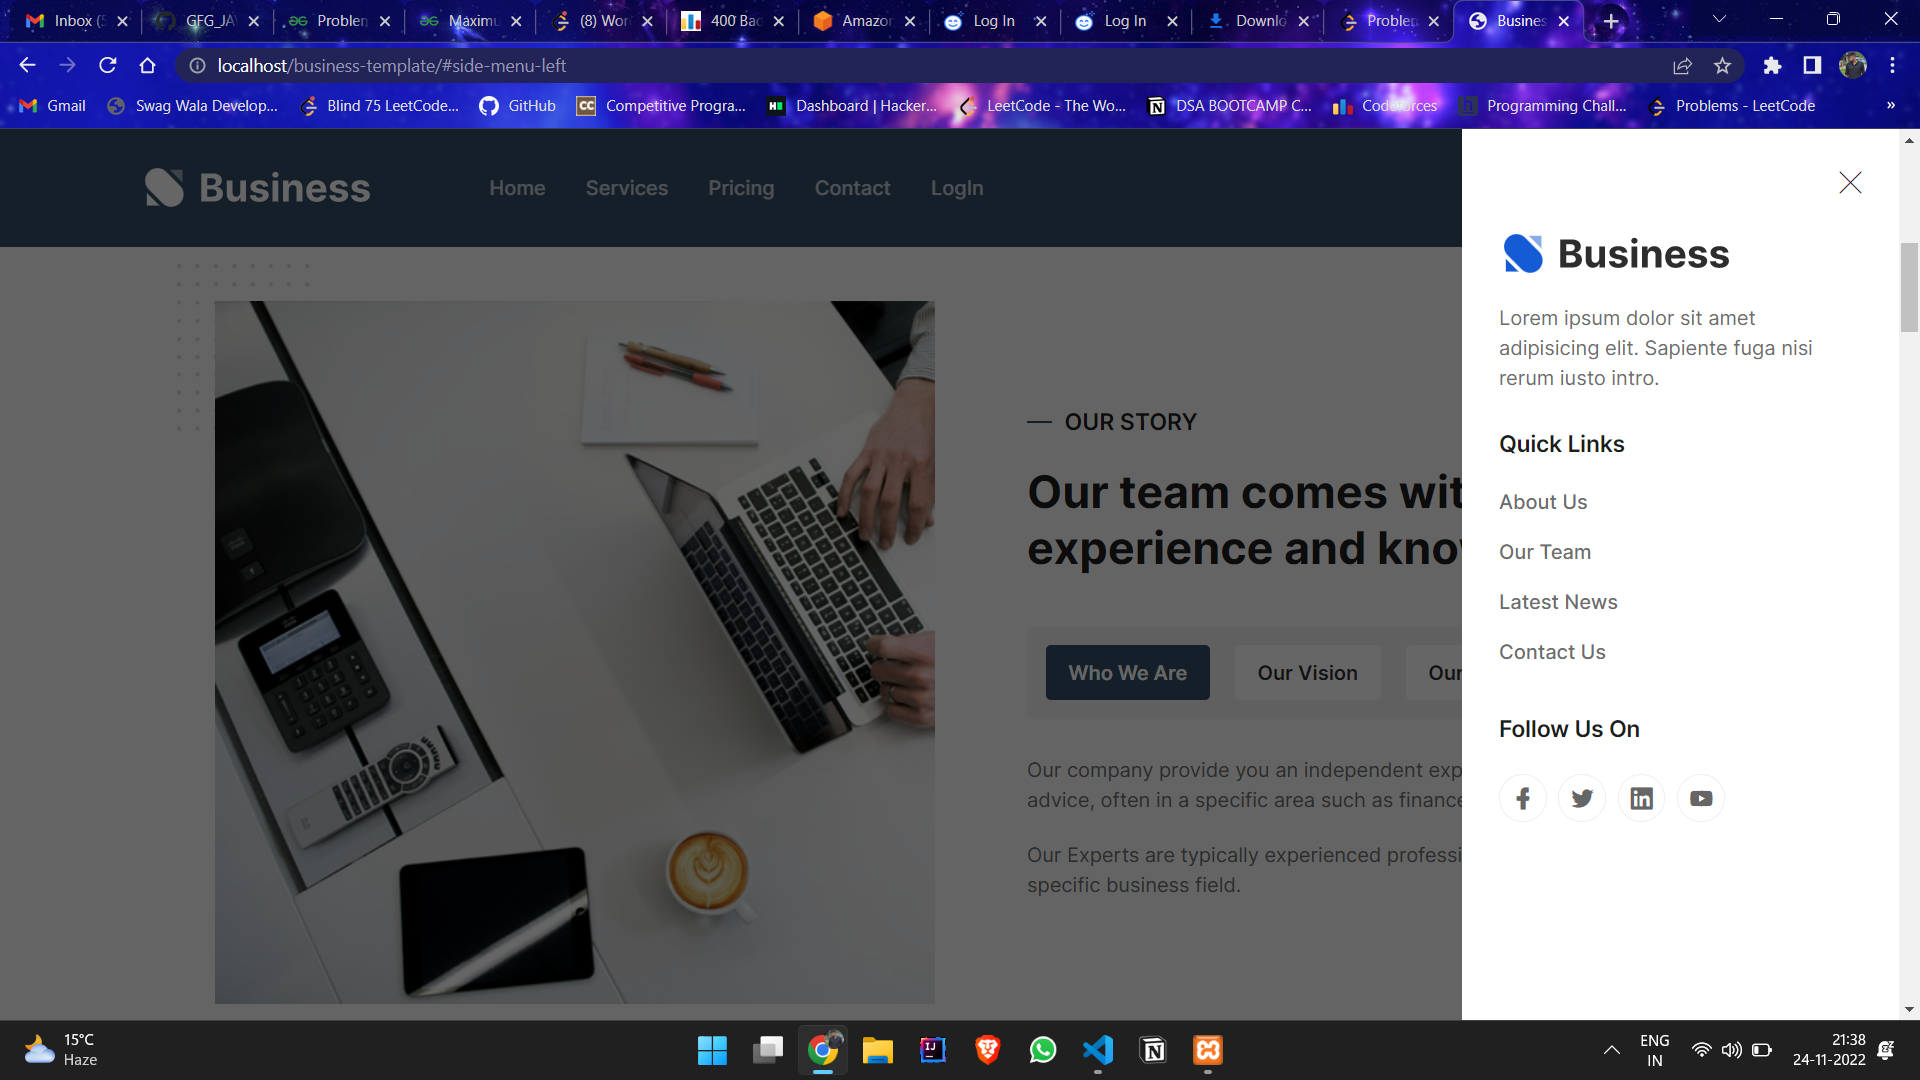 Inbox (5
GFG_JA
Problem
Maximu
(8) Wor
400 Bad
Amazon
Log In
Log In
Downlo
Problem
Busines
localhost/business-template/#side-menu-left
Gmail
Swag Wala Develop...
Blind 75 LeetCode...
GitHub
CC
Competitive Progra...
H
Dashboard | Hacker...
LeetCode - The Wo...
DSA BOOTCAMP C...
Codeforces
Programming Chall...
Problems - LeetCode
»
Business
Home
Services
Pricing
Contact
LogIn
OUR STORY
Our team comes wit
experience and know
Who We Are
Our Vision
Our
Our company provide you an independent exp
advice, often in a specific area such as finance
Our Experts are typically experienced professi
specific business field.
Business
Lorem ipsum dolor sit amet
adipisicing elit. Sapiente fuga nisi
rerum iusto intro.
Quick Links
About Us
Our Team
Latest News
Contact Us
Follow Us On
15°C
Haze
ENG
IN
21:38
24-11-2022